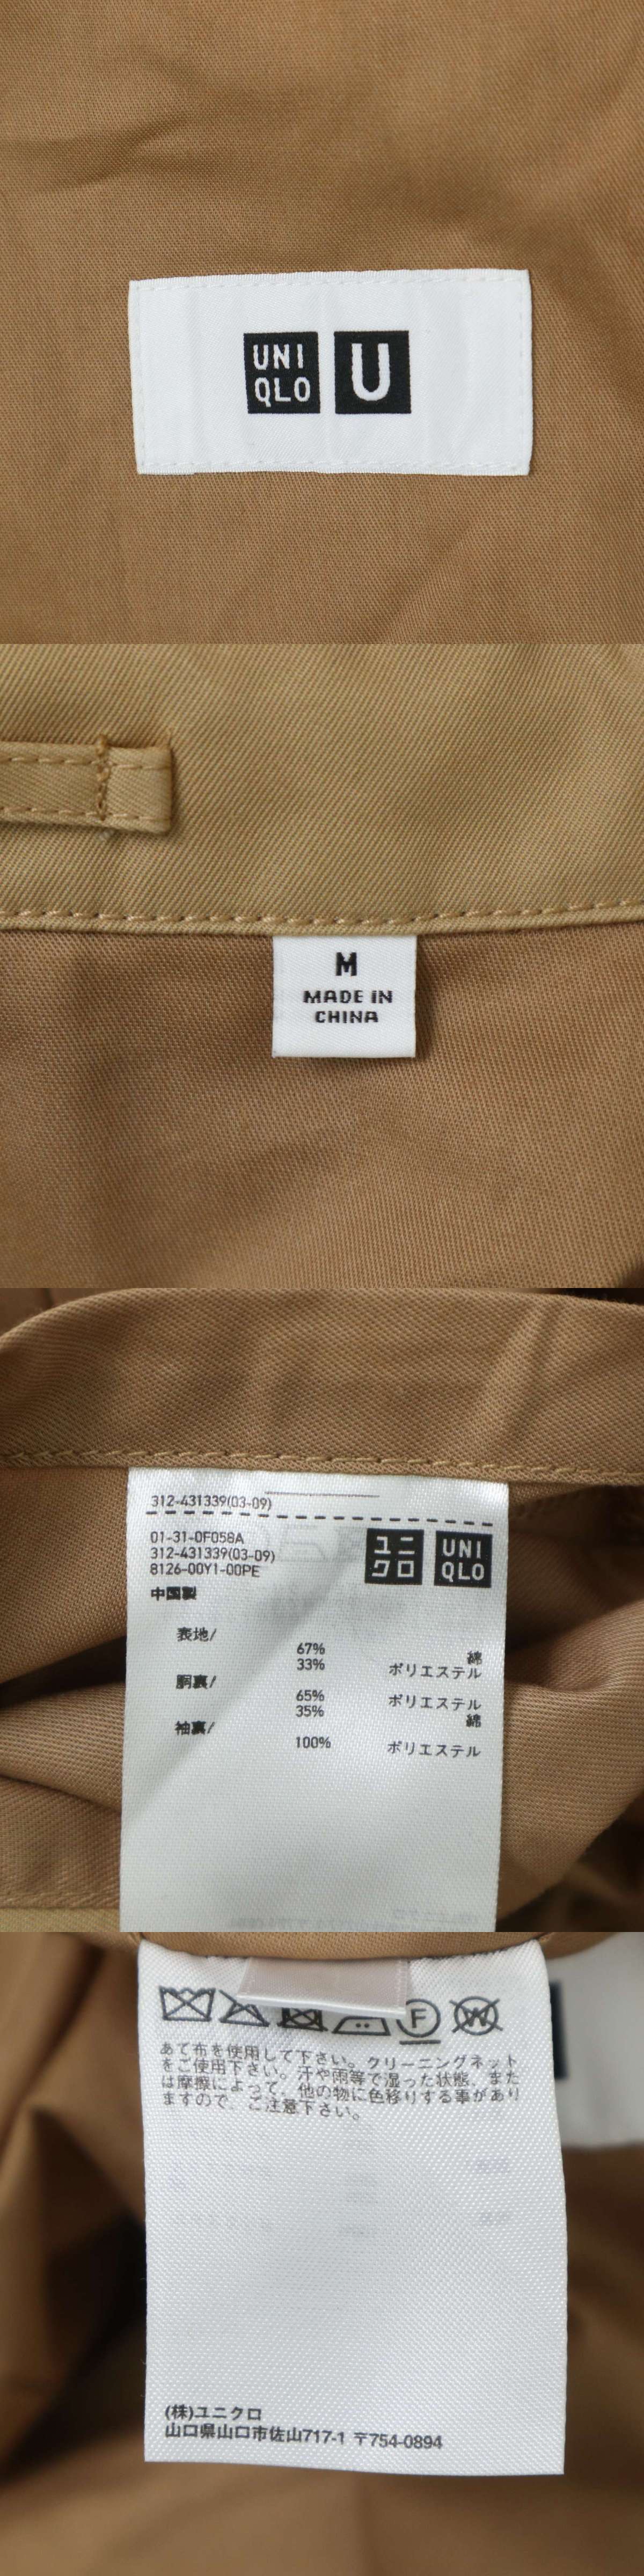 UNI
QLO
U
M
MADE IN
CHINA
312-431339(03-09)
01-31-0F058A
312-431339(03-09)
8126-00Y1-00PE
ユニ
クロ
UNI
QLO
中国製
表地/
67% 綿
33% ポリエステル
胴裏/
65% ポリエステル
35% 綿
袖裏/
100% ポリエステル
F
W
あて布を使用して下さい。クリーニングネット
をご使用下さい。汗や雨等で湿った状態、また
は摩擦によって、他の物に色移りする事があり
ますので、ご注意下さい。
(株)ユニクロ
山口県山口市佐山717-1 〒754-0894